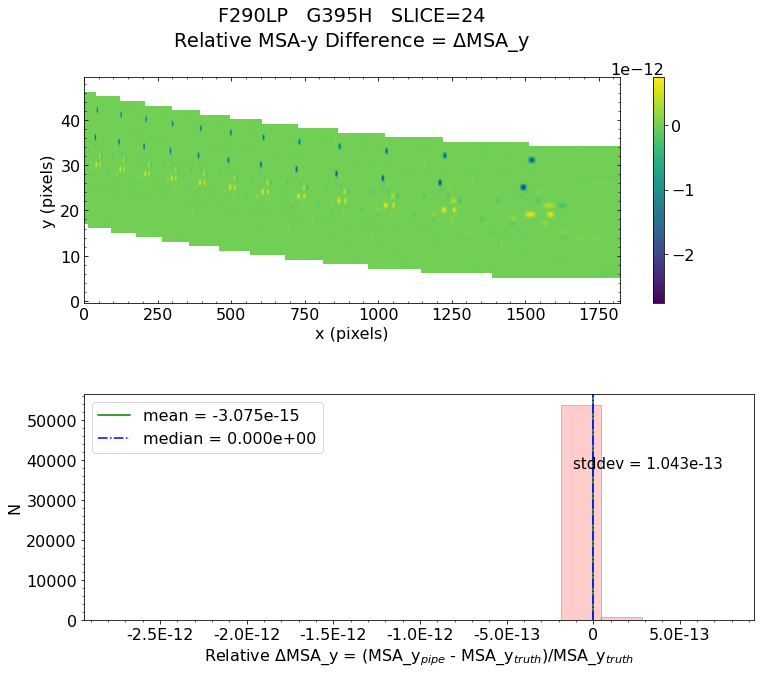 F290LP   G395H   SLICE=24
Relative MSA-y Difference = ΔMSA_y
1e−12
y (pixels)
40
30
20
10
0
0 250 500 750 1000 1250 1500 1750
x (pixels)
0
−1
−2
N
50000
40000
30000
20000
10000
0
mean = -3.075e-15
median = 0.000e+00
stddev = 1.043e-13
-2.5E-12 -2.0E-12 -1.5E-12 -1.0E-12 -5.0E-13 0 5.0E-13
Relative ΔMSA_y = (MSA_y_pipe - MSA_y_truth)/MSA_y_truth